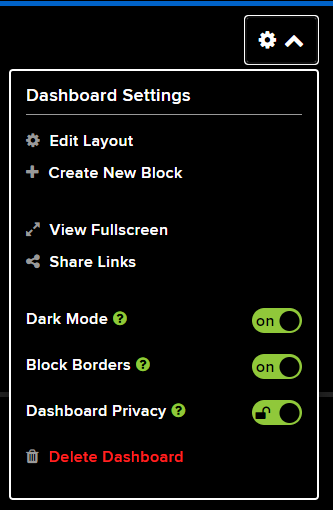 Dashboard Settings
Edit Layout
Create New Block
View Fullscreen
Share Links
Dark Mode ? on
Block Borders ? on
Dashboard Privacy ?
Delete Dashboard